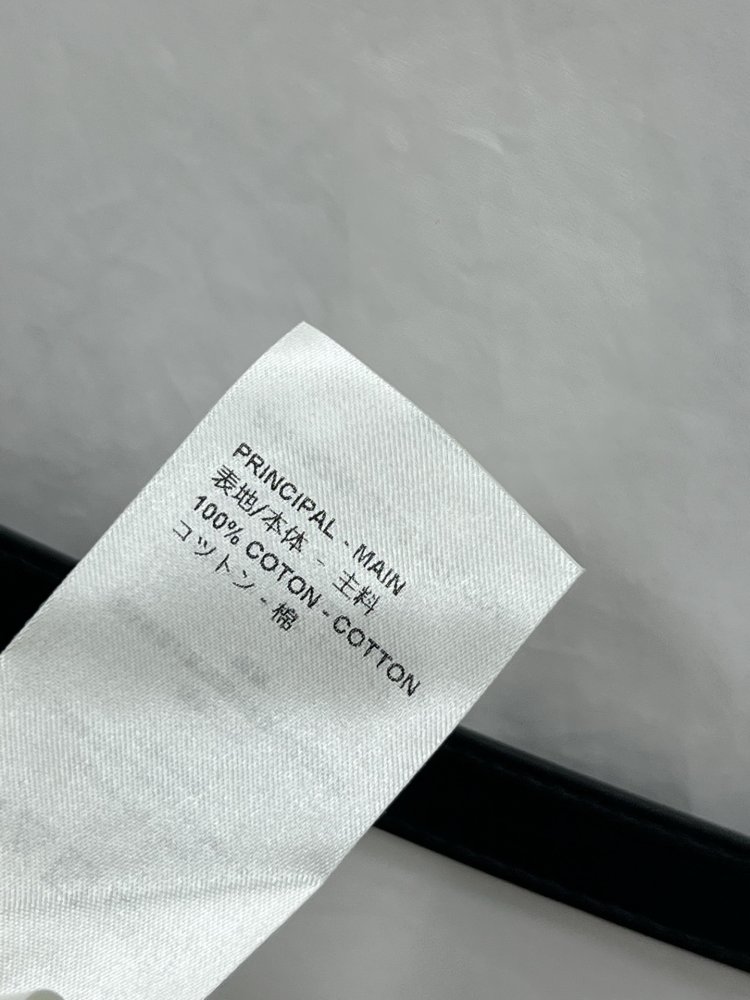 PRINCIPAL - MAIN
表地/本体 - 主料
100% COTON - COTTON
コットン - 棉